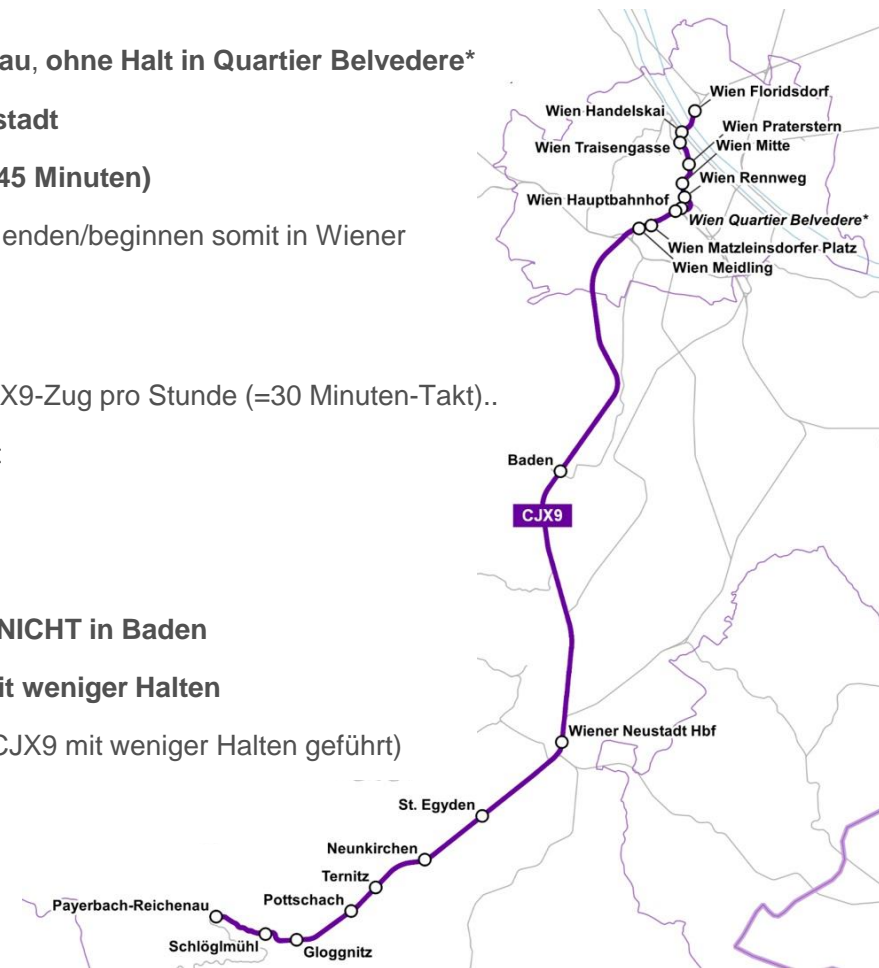 au, ohne Halt in Quartier Belvedere*
stadt
45 Minuten)
enden/beginnen somit in Wiener
X9-Zug pro Stunde (=30 Minuten-Takt)..
NICHT in Baden
it weniger Halten
CJX9 mit weniger Halten geführt)
Wien Floridsdorf
Wien Handelskai
Wien Praterstern
Wien Traisengasse
Wien Mitte
Wien Rennweg
Wien Hauptbahnhof
Wien Quartier Belvedere*
Wien Matzleinsdorfer Platz
Wien Meidling
Baden
CJX9
Wiener Neustadt Hbf
St. Egyden
Neunkirchen
Ternitz
Pottschach
Payerbach-Reichenau
Schlöglmühl
Gloggnitz